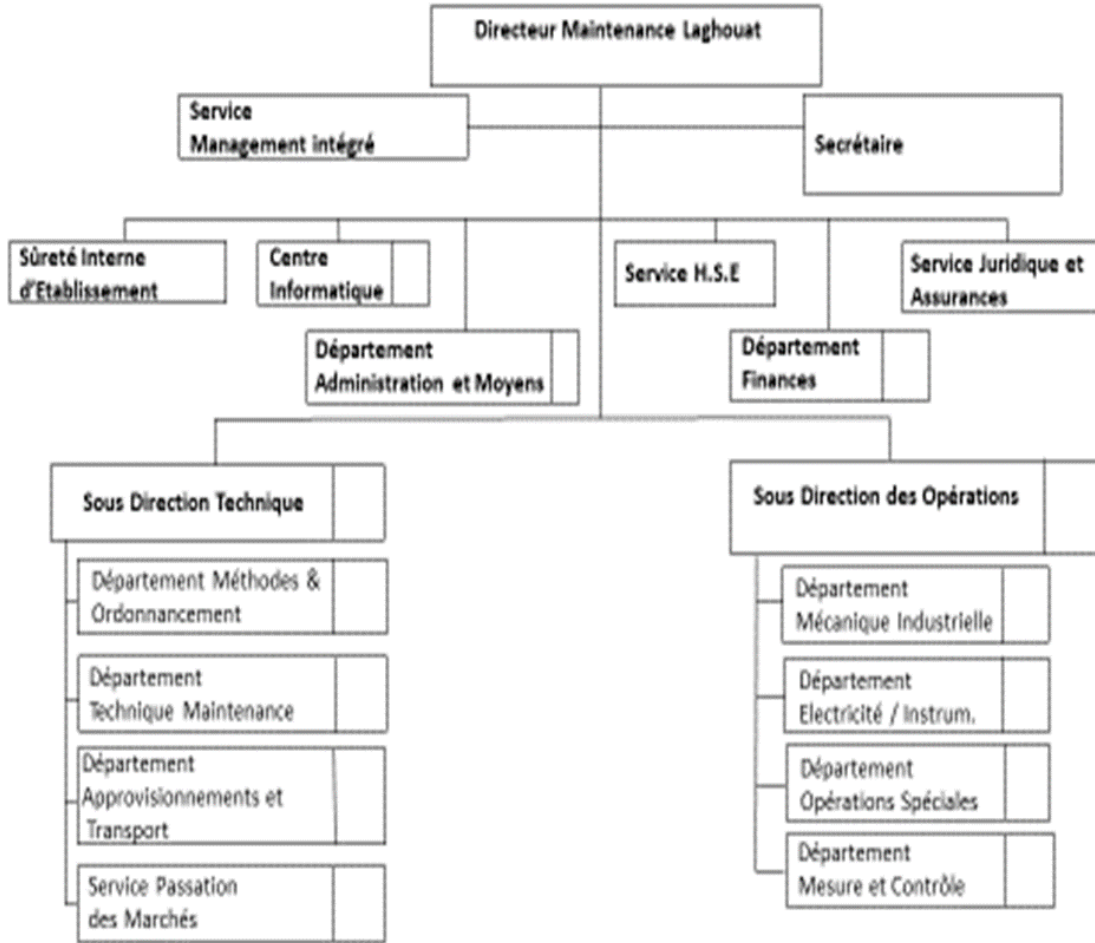 Directeur Maintenance Laghouat
Service
Management intégré
Secrétaire
Sûreté Interne
d'Etablissement
Centre
Informatique
Service H.S.E
Service Juridique et
Assurances
Département
Administration et Moyens
Département
Finances
Sous Direction Technique
Sous Direction des Opérations
Département Méthodes &
Ordonnancement
Département
Technique Maintenance
Département
Approvisionnements et
Transport
Service Passation
des Marchés
Département
Mécanique Industrielle
Département
Electricité / Instrum.
Département
Opérations Spéciales
Département
Mesure et Contrôle